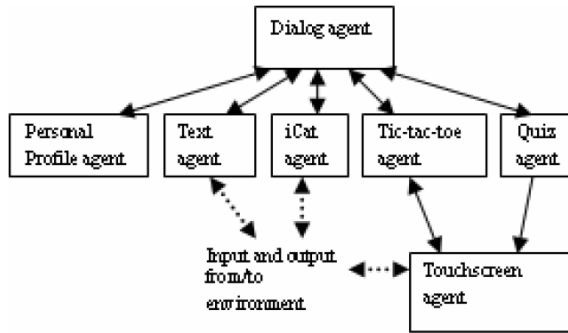 Dialog agent
Personal
Profile agent
Text
agent
iCat
agent
Tic-tac-toe
agent
Quiz
agent
Input and output
from/to
environment
Touchscreen
agent